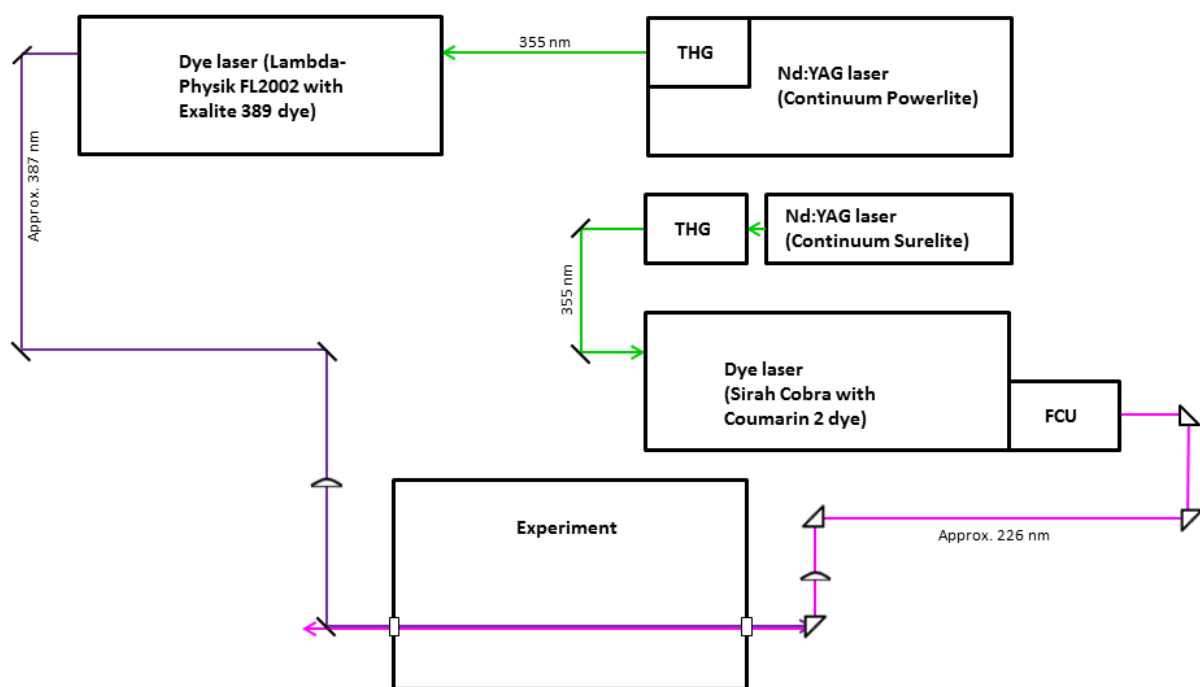 Dye laser (Lambda-
Physik FL2002 with
Exalite 389 dye)
355 nm
THG
Nd:YAG laser
(Continuum Powerlite)
Approx. 387 nm
THG
Nd:YAG laser
(Continuum Surelite)
355 nm
Dye laser
(Sirah Cobra with
Coumarin 2 dye)
FCU
Experiment
Approx. 226 nm